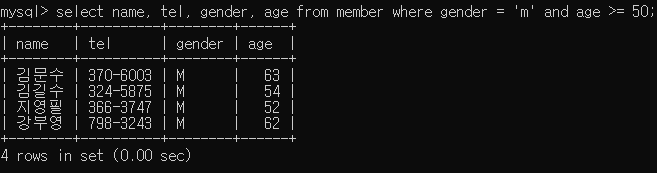 mysql> select name, tel, gender, age from member where gender = 'm' and age >= 50;
+--------+----------+--------+------+
| name   | tel      | gender | age  |
+--------+----------+--------+------+
| 김문수 | 370-6003 | M      |   63 |
| 김길수 | 324-5875 | M      |   54 |
| 지영필 | 366-3747 | M      |   52 |
| 강부영 | 798-3243 | M      |   62 |
+--------+----------+--------+------+
4 rows in set (0.00 sec)